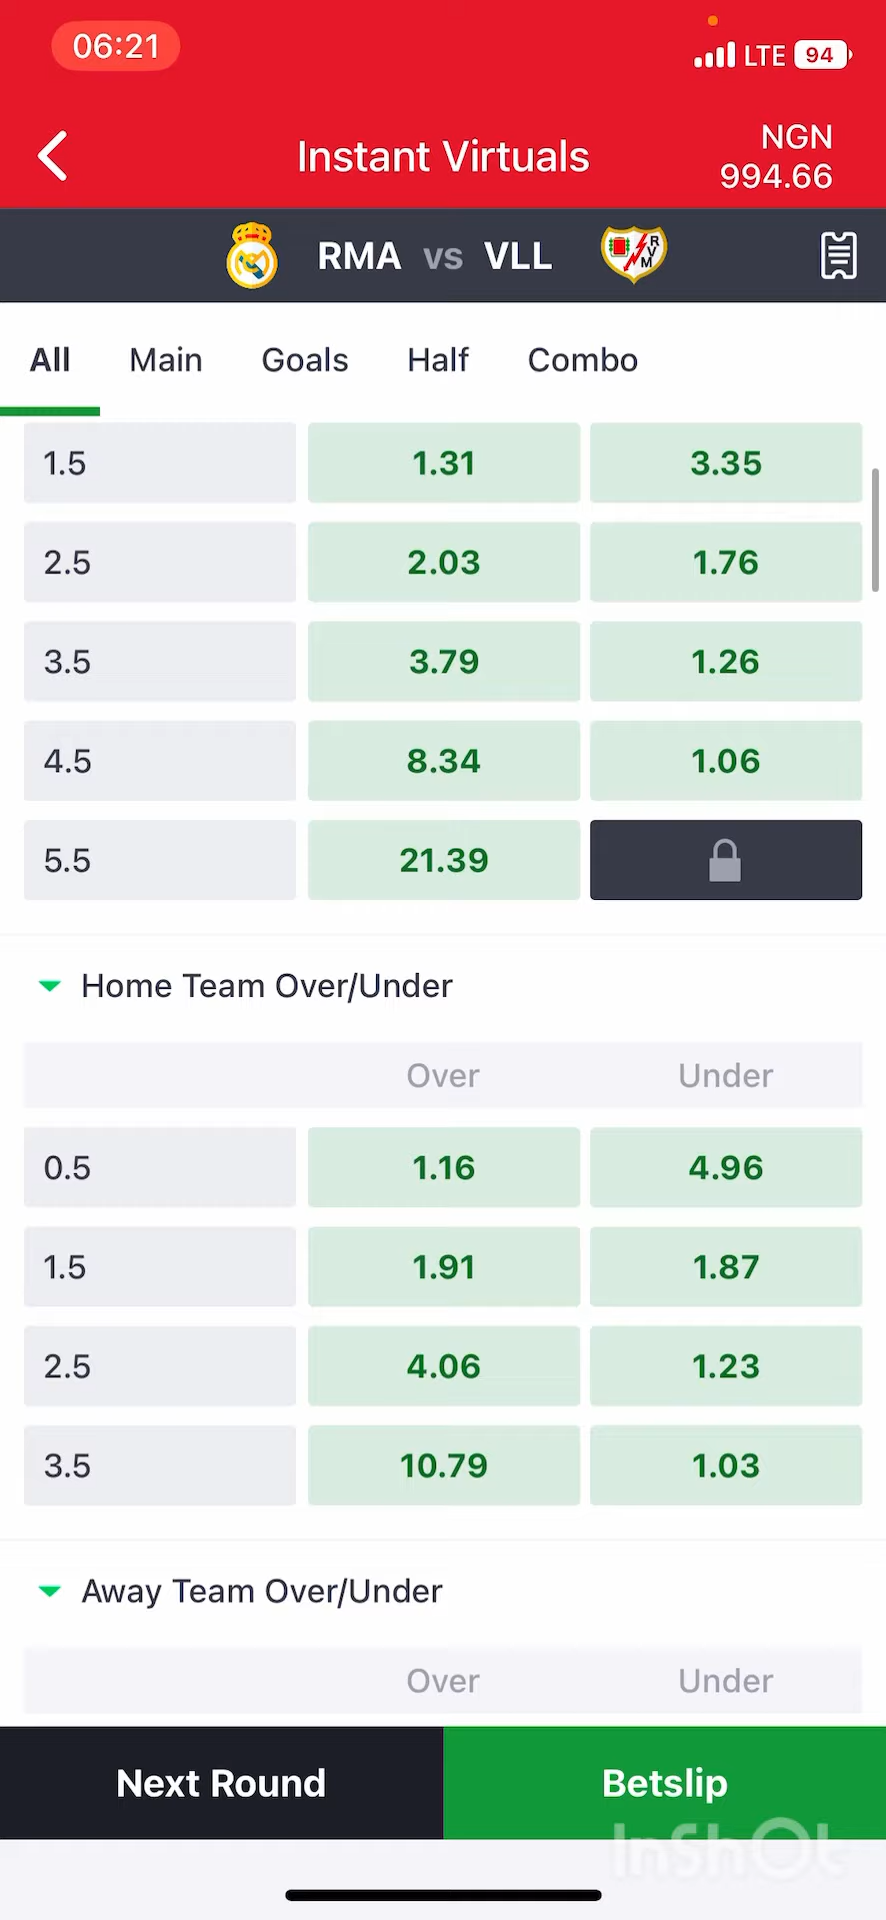 06:21
LTE 94
Instant Virtuals
NGN
994.66
RMA vs VLL
R
V
M
All Main Goals Half Combo
1.5 1.31 3.35
2.5 2.03 1.76
3.5 3.79 1.26
4.5 8.34 1.06
5.5 21.39
Home Team Over/Under
Over Under
0.5 1.16 4.96
1.5 1.91 1.87
2.5 4.06 1.23
3.5 10.79 1.03
Away Team Over/Under
Over Under
Next Round Betslip
InShOt